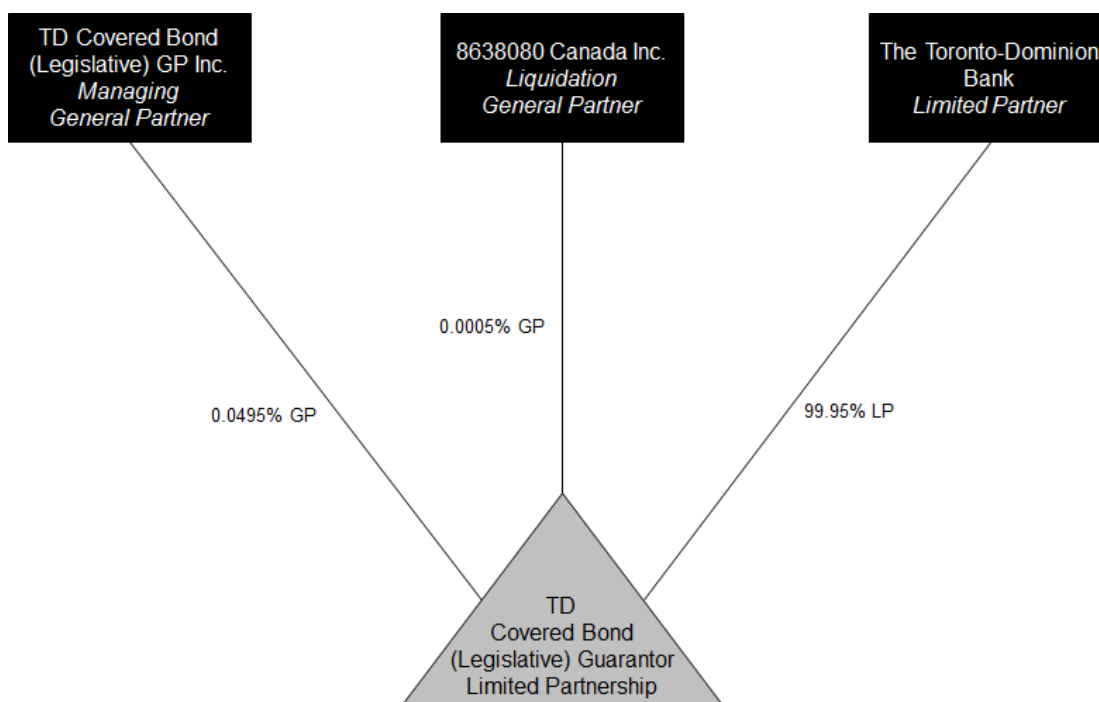 TD Covered Bond
(Legislative) GP Inc.
Managing
General Partner
8638080 Canada Inc.
Liquidation
General Partner
The Toronto-Dominion
Bank
Limited Partner
0.0005% GP
0.0495% GP
99.95% LP
TD
Covered Bond
(Legislative) Guarantor
Limited Partnership